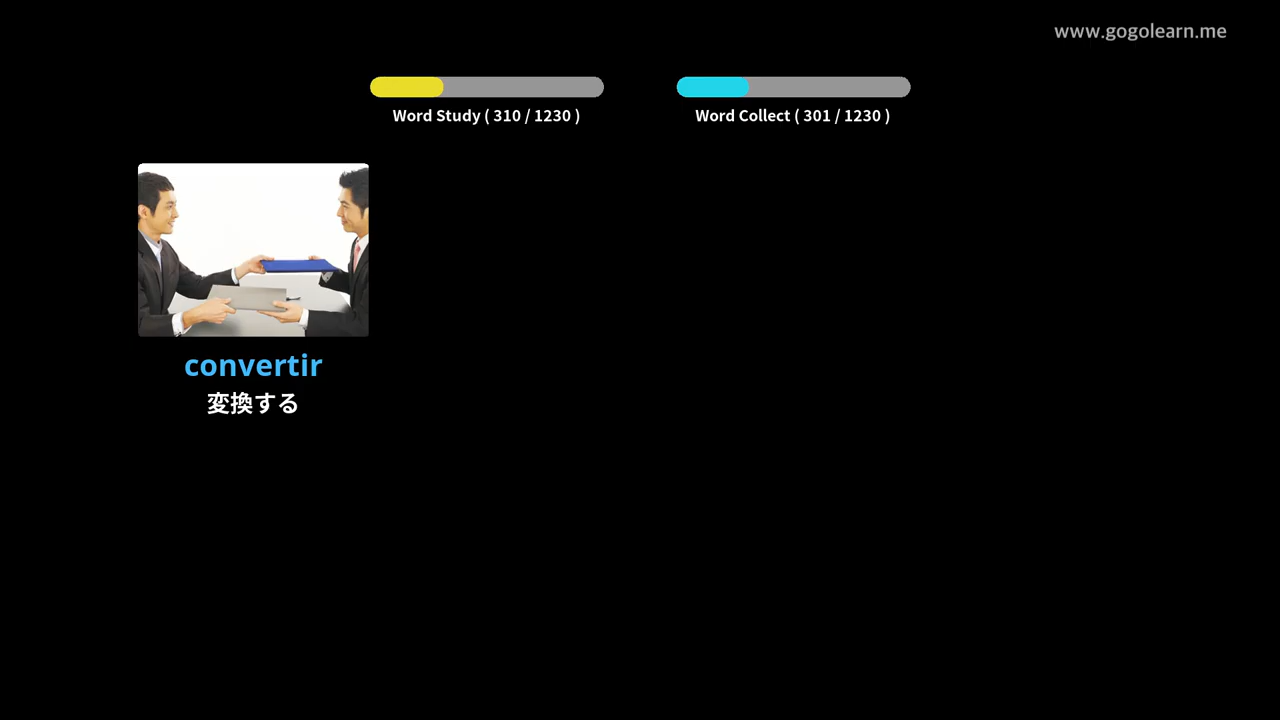 www.gogolearn.me
Word Study ( 310 / 1230 )
Word Collect ( 301 / 1230 )
convertir
変換する